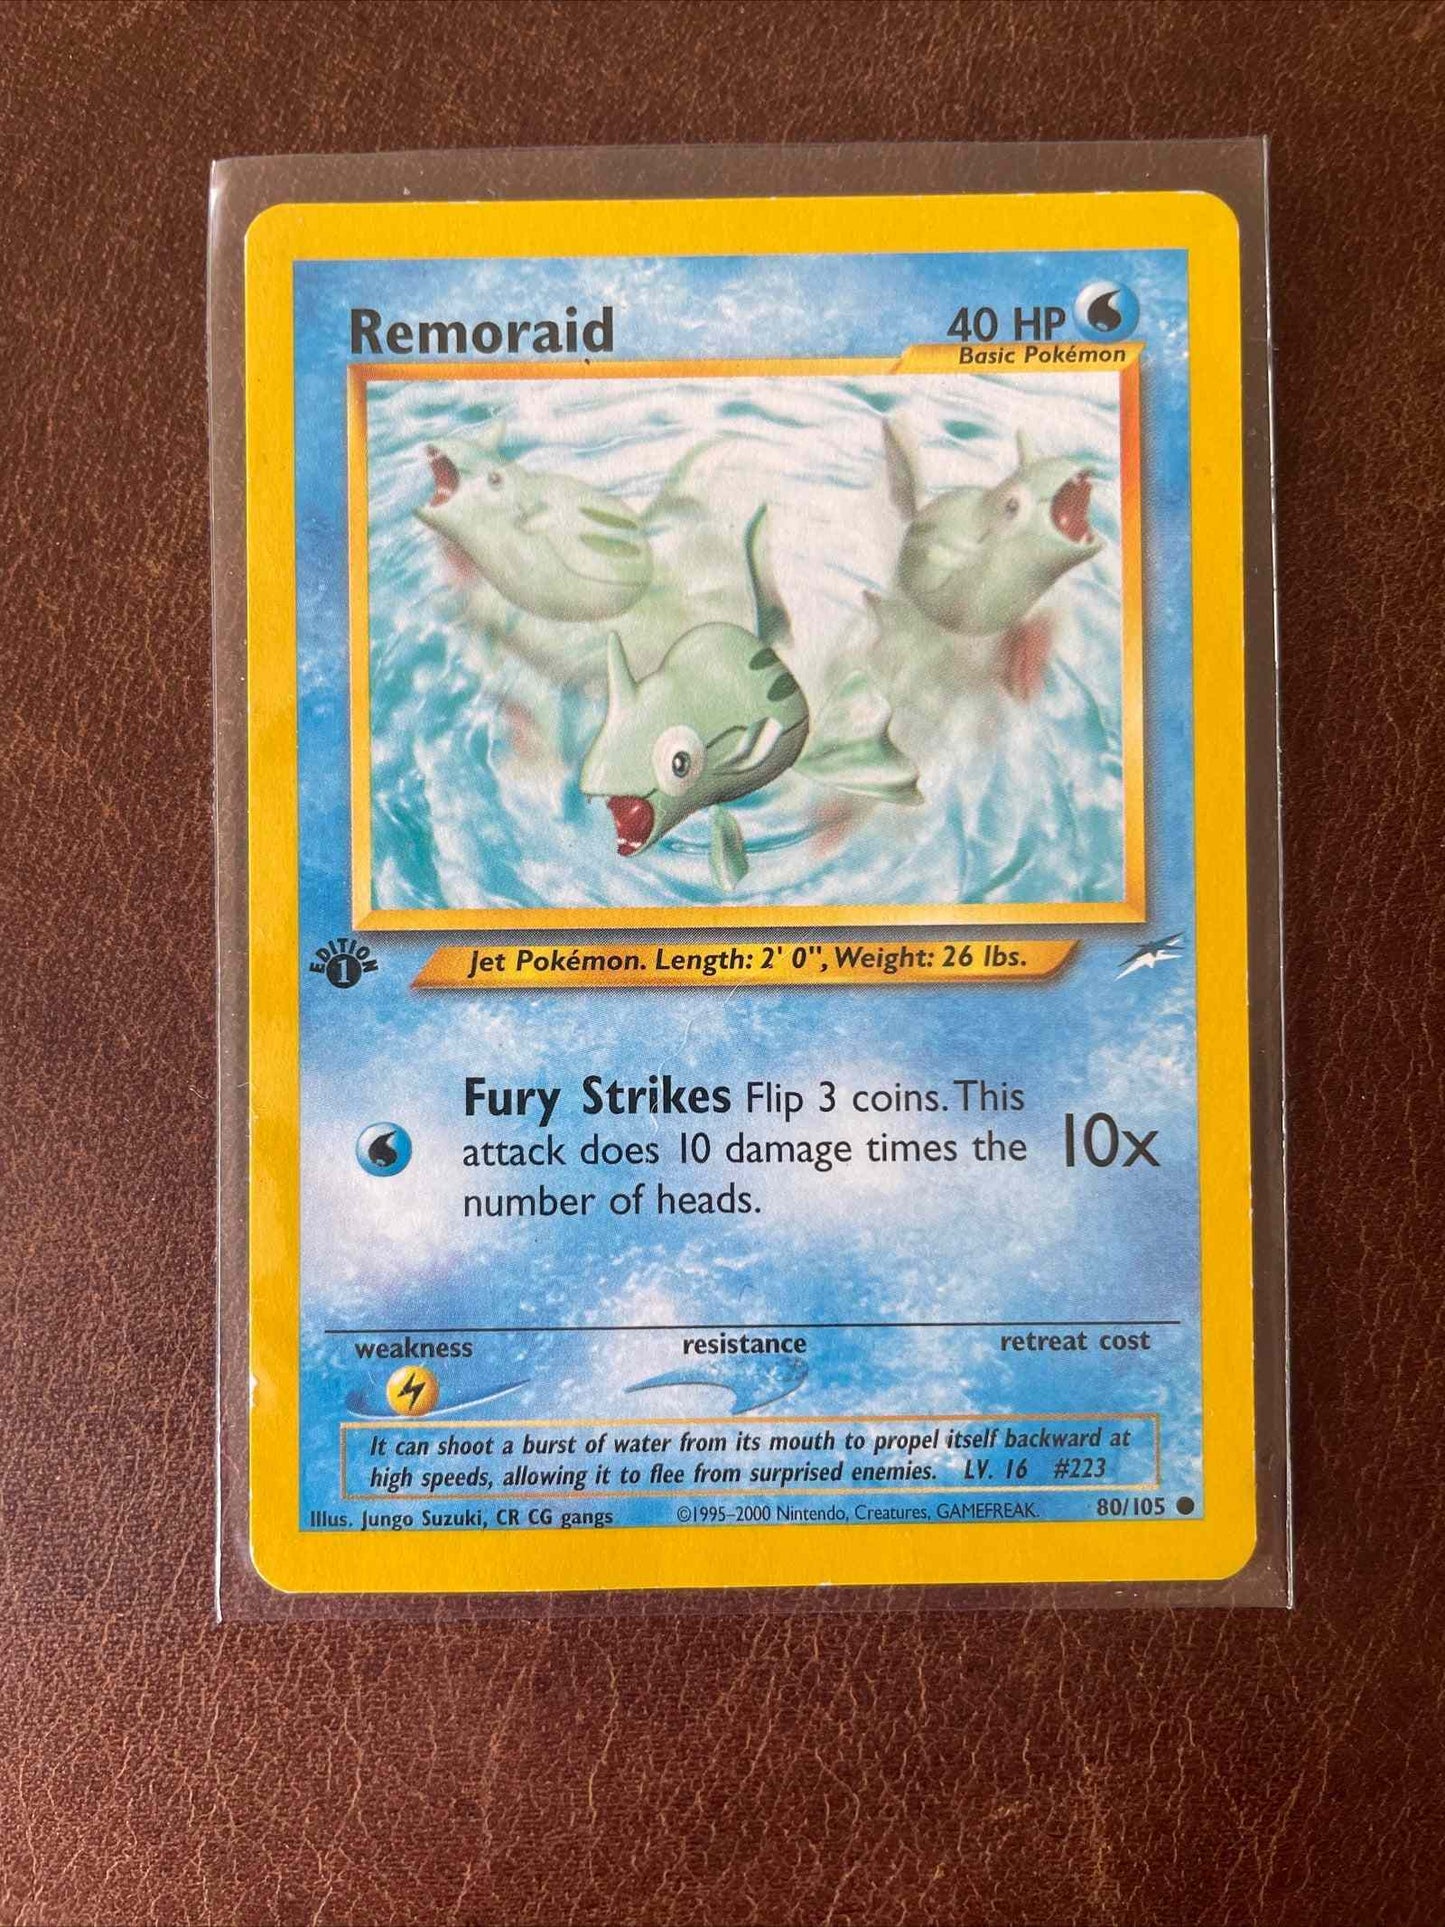 Remoraid
40 HP
Basic Pokémon
EDITION
1
Jet Pokémon. Length: 2' 0", Weight: 26 lbs.
Fury Strikes Flip 3 coins. This
attack does 10 damage times the
number of heads.
10x
weakness resistance retreat cost
It can shoot a burst of water from its mouth to propel itself backward at
high speeds, allowing it to flee from surprised enemies. LV. 16 #223
Illus. Jungo Suzuki, CR CG gangs ©1995–2000 Nintendo, Creatures, GAMEFREAK. 80/105